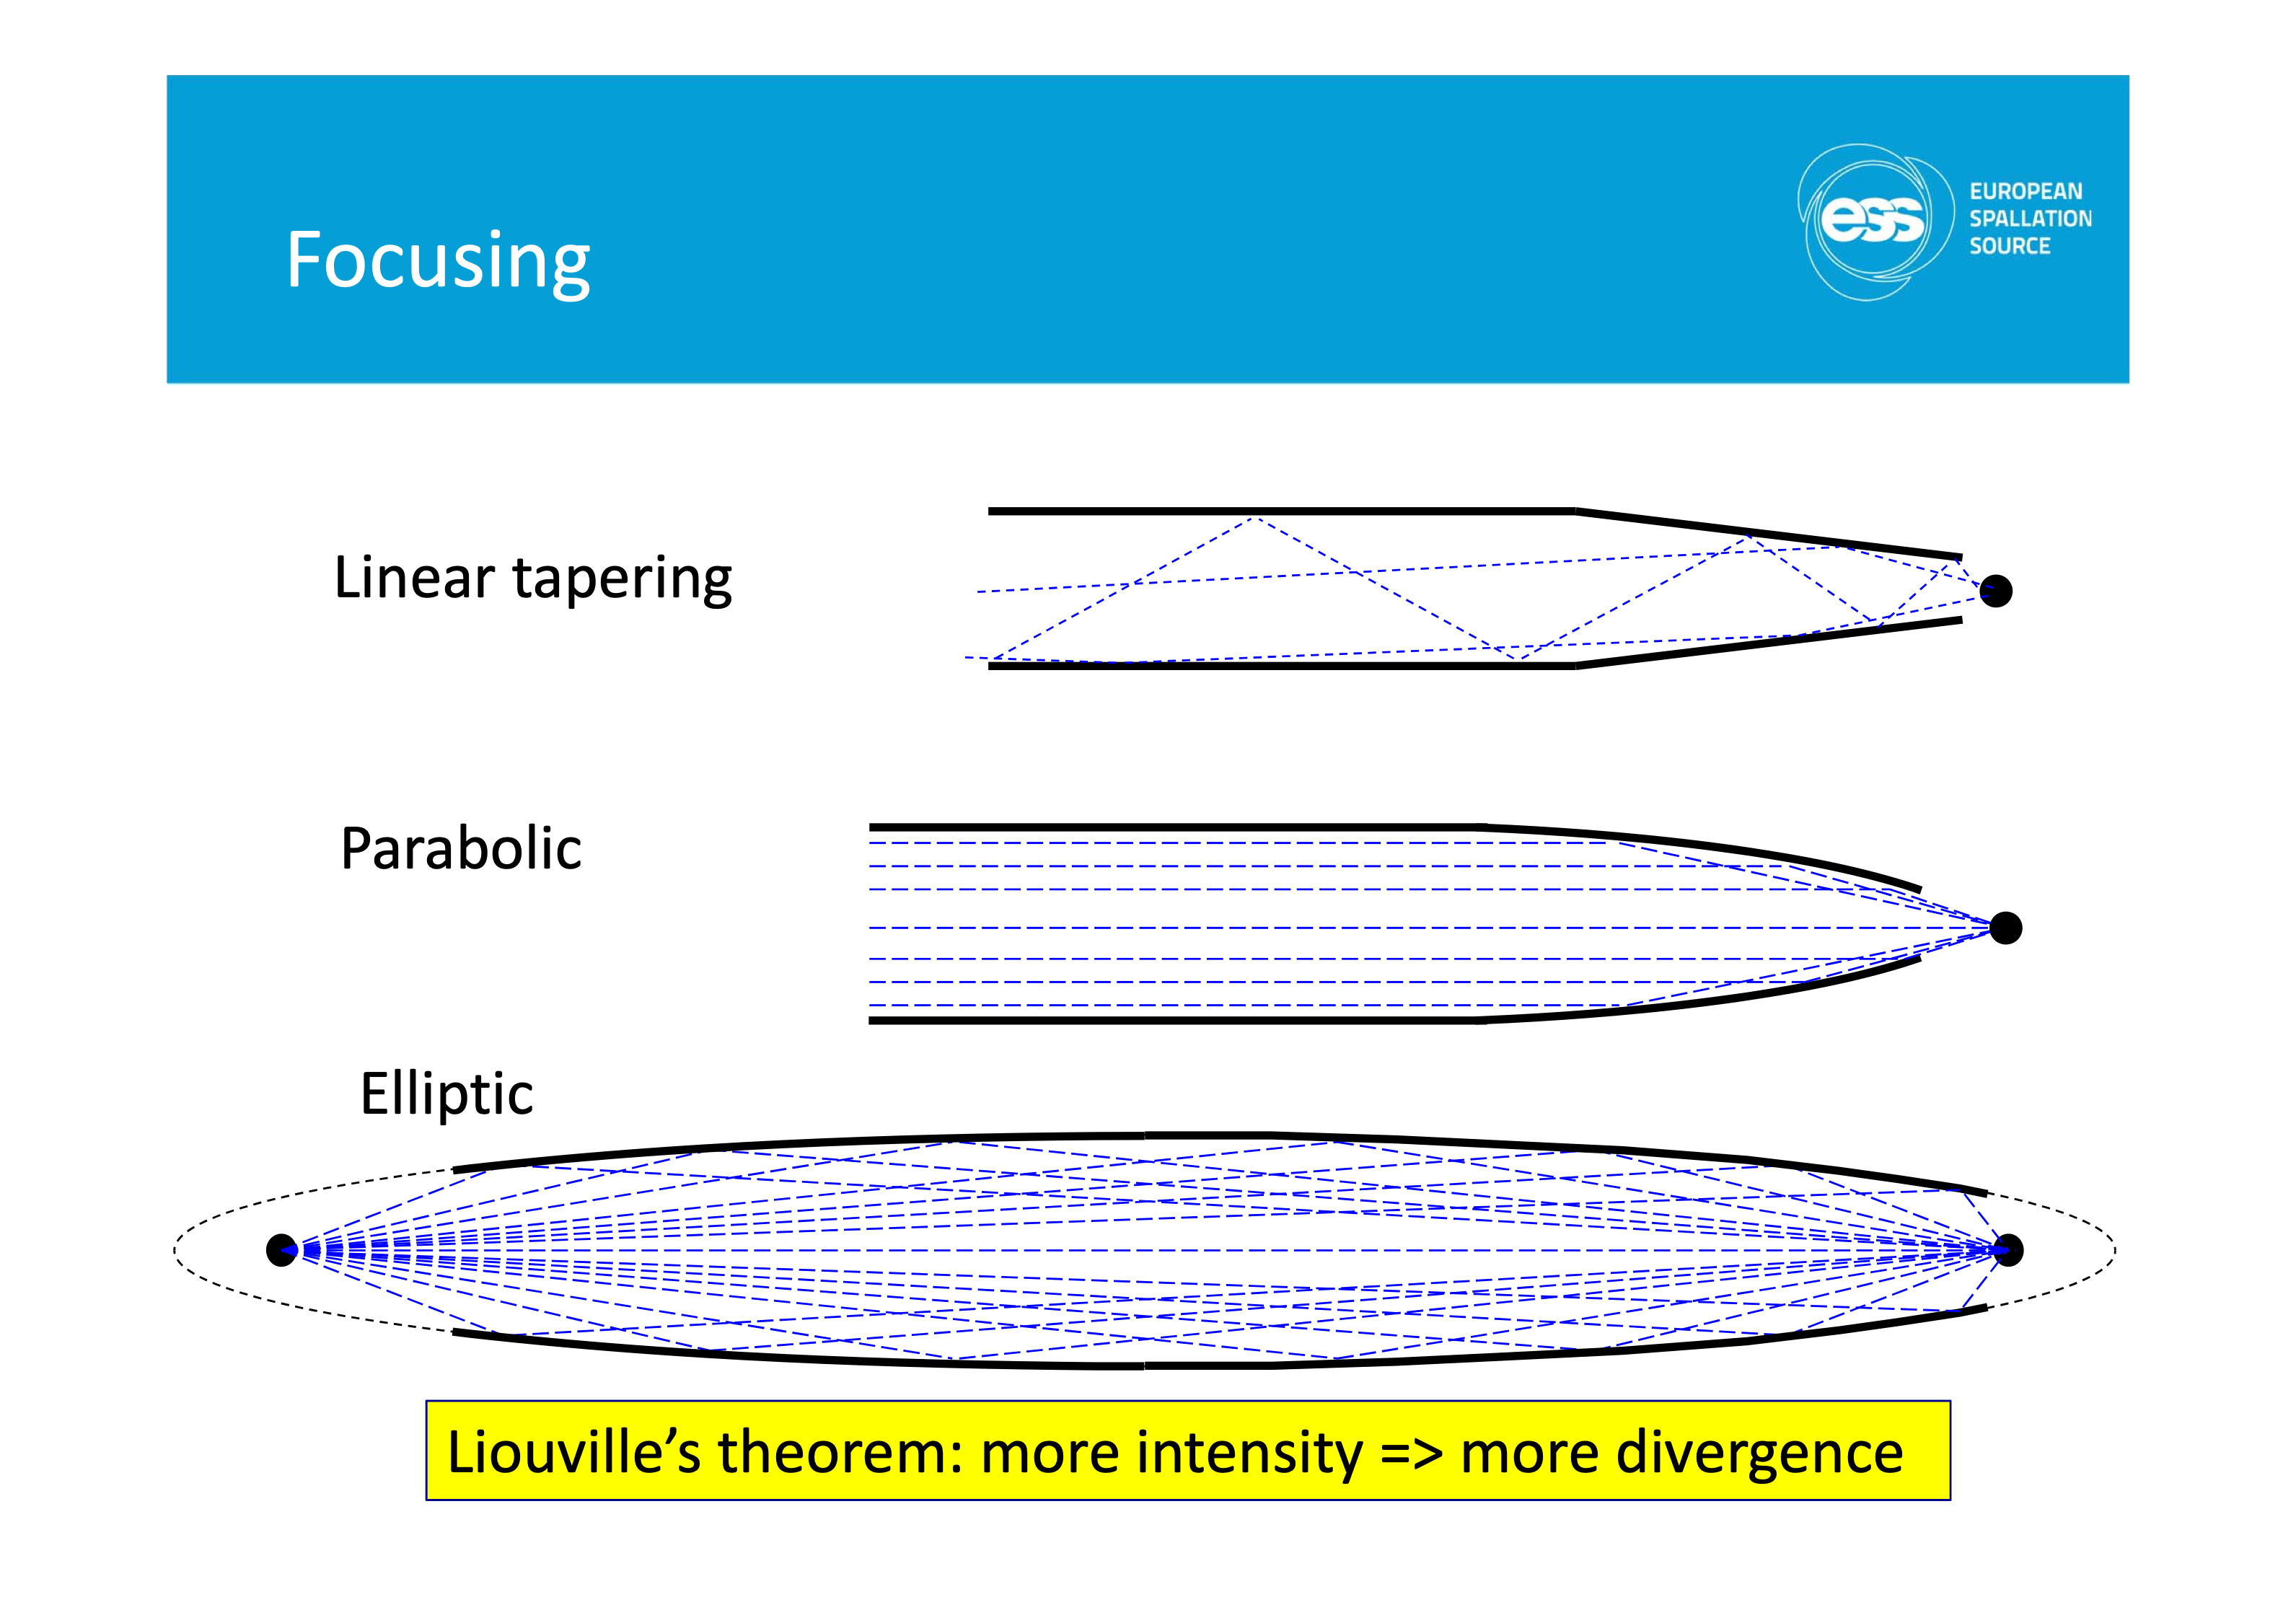 Focusing
ess
EUROPEAN
SPALLATION
SOURCE
Linear tapering
Parabolic
Elliptic
Liouville’s theorem: more intensity => more divergence